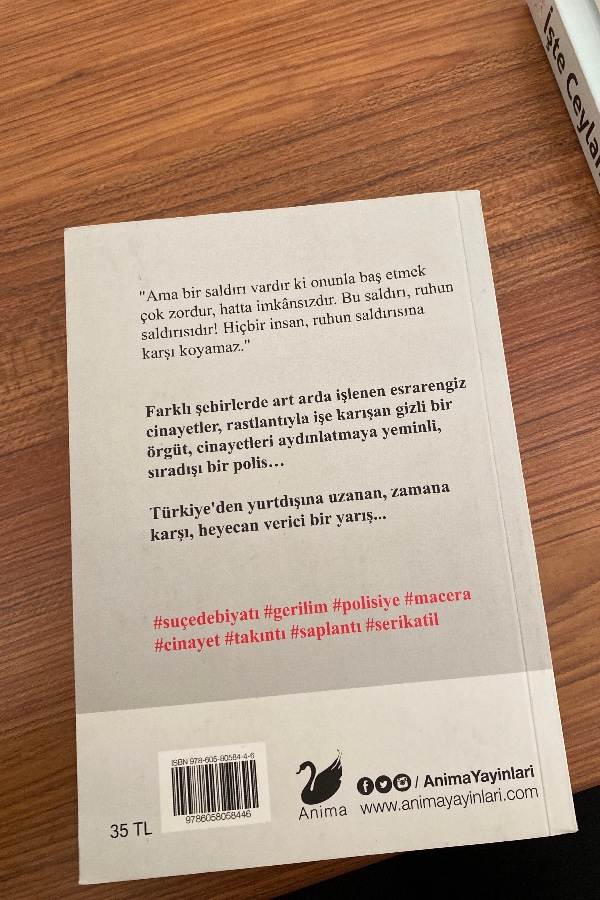 İşte Ceylan
"Ama bir saldırı vardır ki onunla baş etmek
çok zordur, hatta imkânsızdır. Bu saldırı, ruhun
saldırısıdır! Hiçbir insan, ruhun saldırısına
karşı koyamaz.."
Farklı şehirlerde art arda işlenen esrarengiz
cinayetler, rastlantıyla işe karışan gizli bir
örgüt, cinayetleri aydınlatmaya yeminli,
sıradışı bir polis...
Türkiye'den yurtdışına uzanan, zamana
karşı, heyecan verici bir yarış...
#suçedebiyatı #gerilim #polisiye #macera
#cinayet #takıntı #saplantı #serikatil
ISBN 978-605-80584-4-6
9786058058446
35 TL
Anima
/ AnimaYayinlari
www.animayayinlari.com